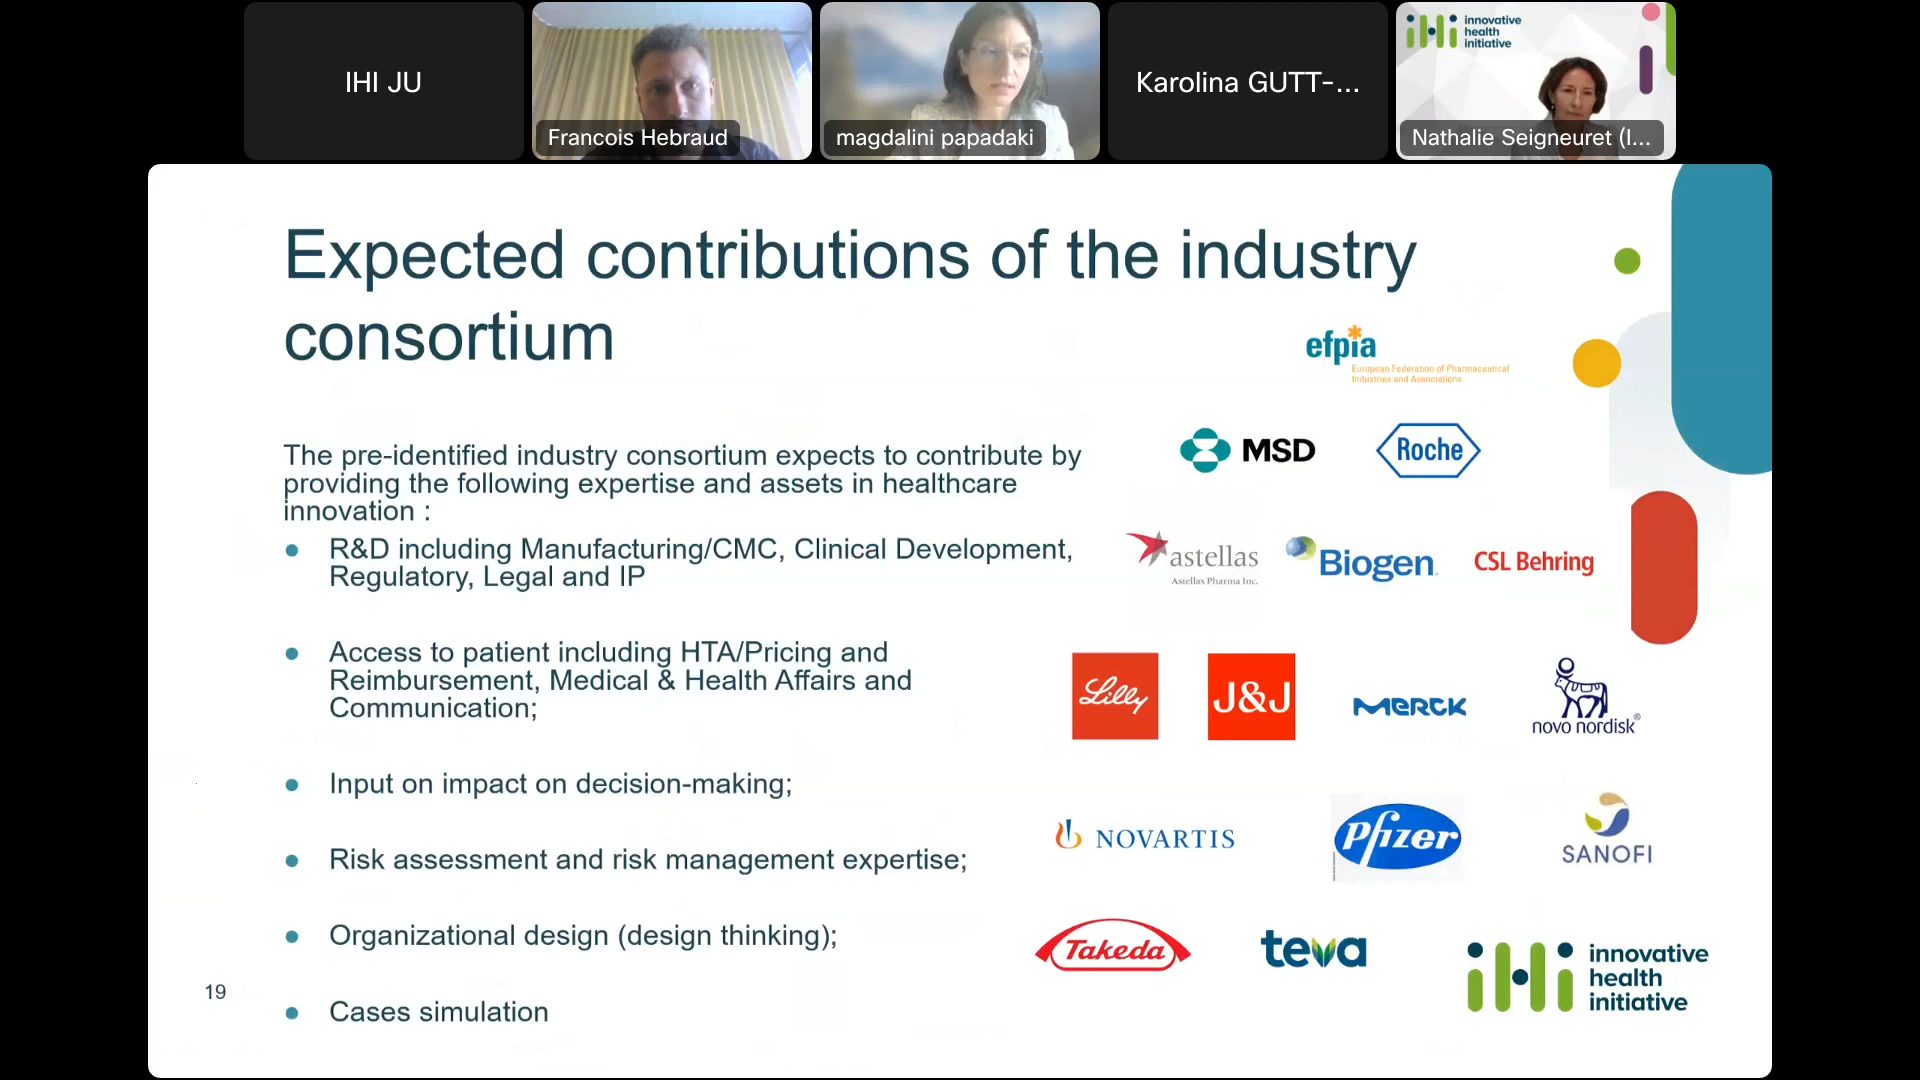 IHI JU
Francois Hebraud
magdalini papadaki
Karolina GUTT-...
innovative
health
initiative
Nathalie Seigneuret (I...
Expected contributions of the industry
consortium
efpia
European Federation of Pharmaceutical
Industries and Associations
MSD
Roche
The pre-identified industry consortium expects to contribute by
providing the following expertise and assets in healthcare
innovation :
R&D including Manufacturing/CMC, Clinical Development,
Regulatory, Legal and IP
astellas
Astellas Pharma Inc.
Biogen
CSL Behring
Access to patient including HTA/Pricing and
Reimbursement, Medical & Health Affairs and
Communication;
Lilly
J&J
MERCK
novo nordisk®
Input on impact on decision-making;
Risk assessment and risk management expertise;
NOVARTIS
Pfizer
SANOFI
Organizational design (design thinking);
Takeda
teva
iHi
innovative
health
initiative
19
Cases simulation